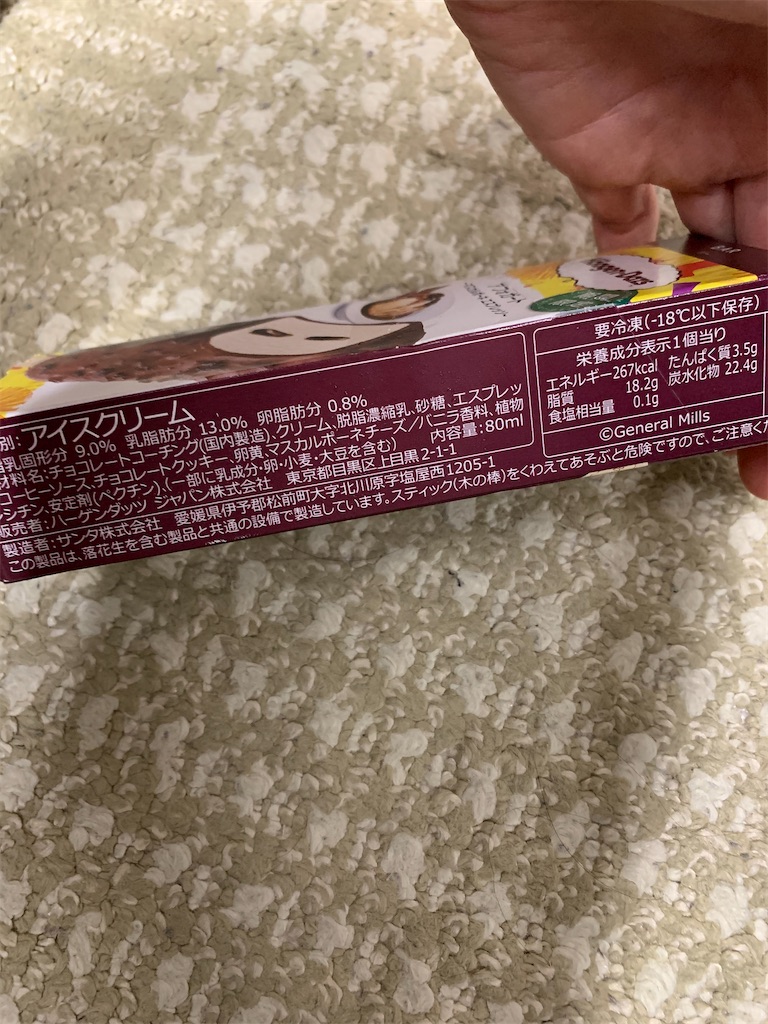 Häagen-Dazs
BAR
別:アイスクリーム
乳固形分 9.0% 乳脂肪分 13.0% 卵脂肪分 0.8%
材料名:チョコレートコーチング(国内製造)、クリーム、脱脂濃縮乳、砂糖、エスプレッ
コーヒーソース、チョコレートクッキー、卵黄、マスカルポーネチーズ/バニラ香料、植物
レシチン、安定剤(ペクチン)、(一部に乳成分・卵・小麦・大豆を含む) 内容量:80ml
販売者:ハーゲンダッツ ジャパン株式会社 東京都目黒区上目黒2-1-1
製造者:サンタ株式会社 愛媛県伊予郡松前町大字北川原字塩屋西1205-1
この製品は、落花生を含む製品と共通の設備で製造しています。スティック(木の棒)をくわえてあそぶと危険ですので、ご注意く
要冷凍(-18℃以下保存)
栄養成分表示1個当り
エネルギー267kcal たんぱく質3.5g
脂質 18.2g 炭水化物 22.4g
食塩相当量 0.1g
©General Mills